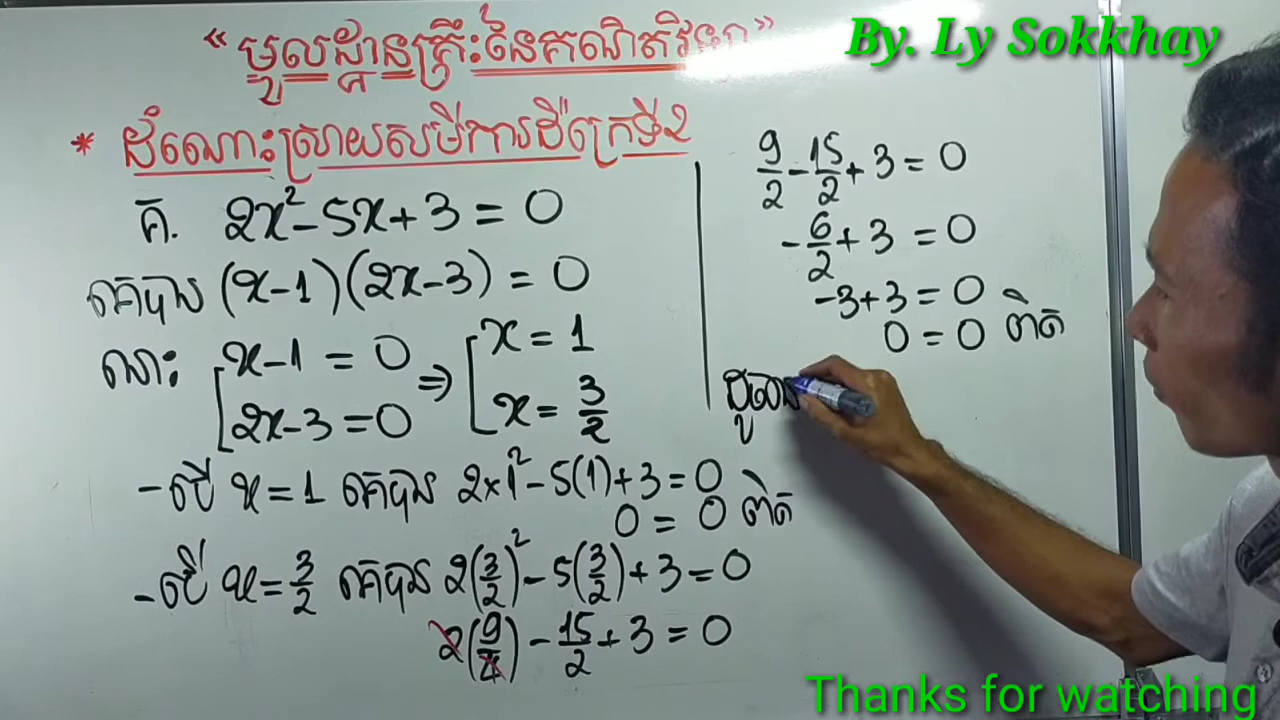 “មូលដ្ឋានគ្រឹះនៃគណិតវិទ្យា”
By. Ly Sokkhay
* ដំណោះស្រាយសមីការដឺក្រេទី២
គ. 2x² - 5x + 3 = 0
គេបាន (x-1)(2x-3) = 0
នោះ [x-1 = 0 ⇒ [x = 1
2x-3 = 0 x = 3/2
- បើ x = 1 គេបាន 2×1² - 5(1) + 3 = 0
0 = 0 ពិត
- បើ x = 3/2 គេបាន 2(3/2)² - 5(3/2) + 3 = 0
2(9/4) - 15/2 + 3 = 0
9/2 - 15/2 + 3 = 0
- 6/2 + 3 = 0
-3 + 3 = 0
0 = 0 ពិត
ដូចនេះ
Thanks for watching